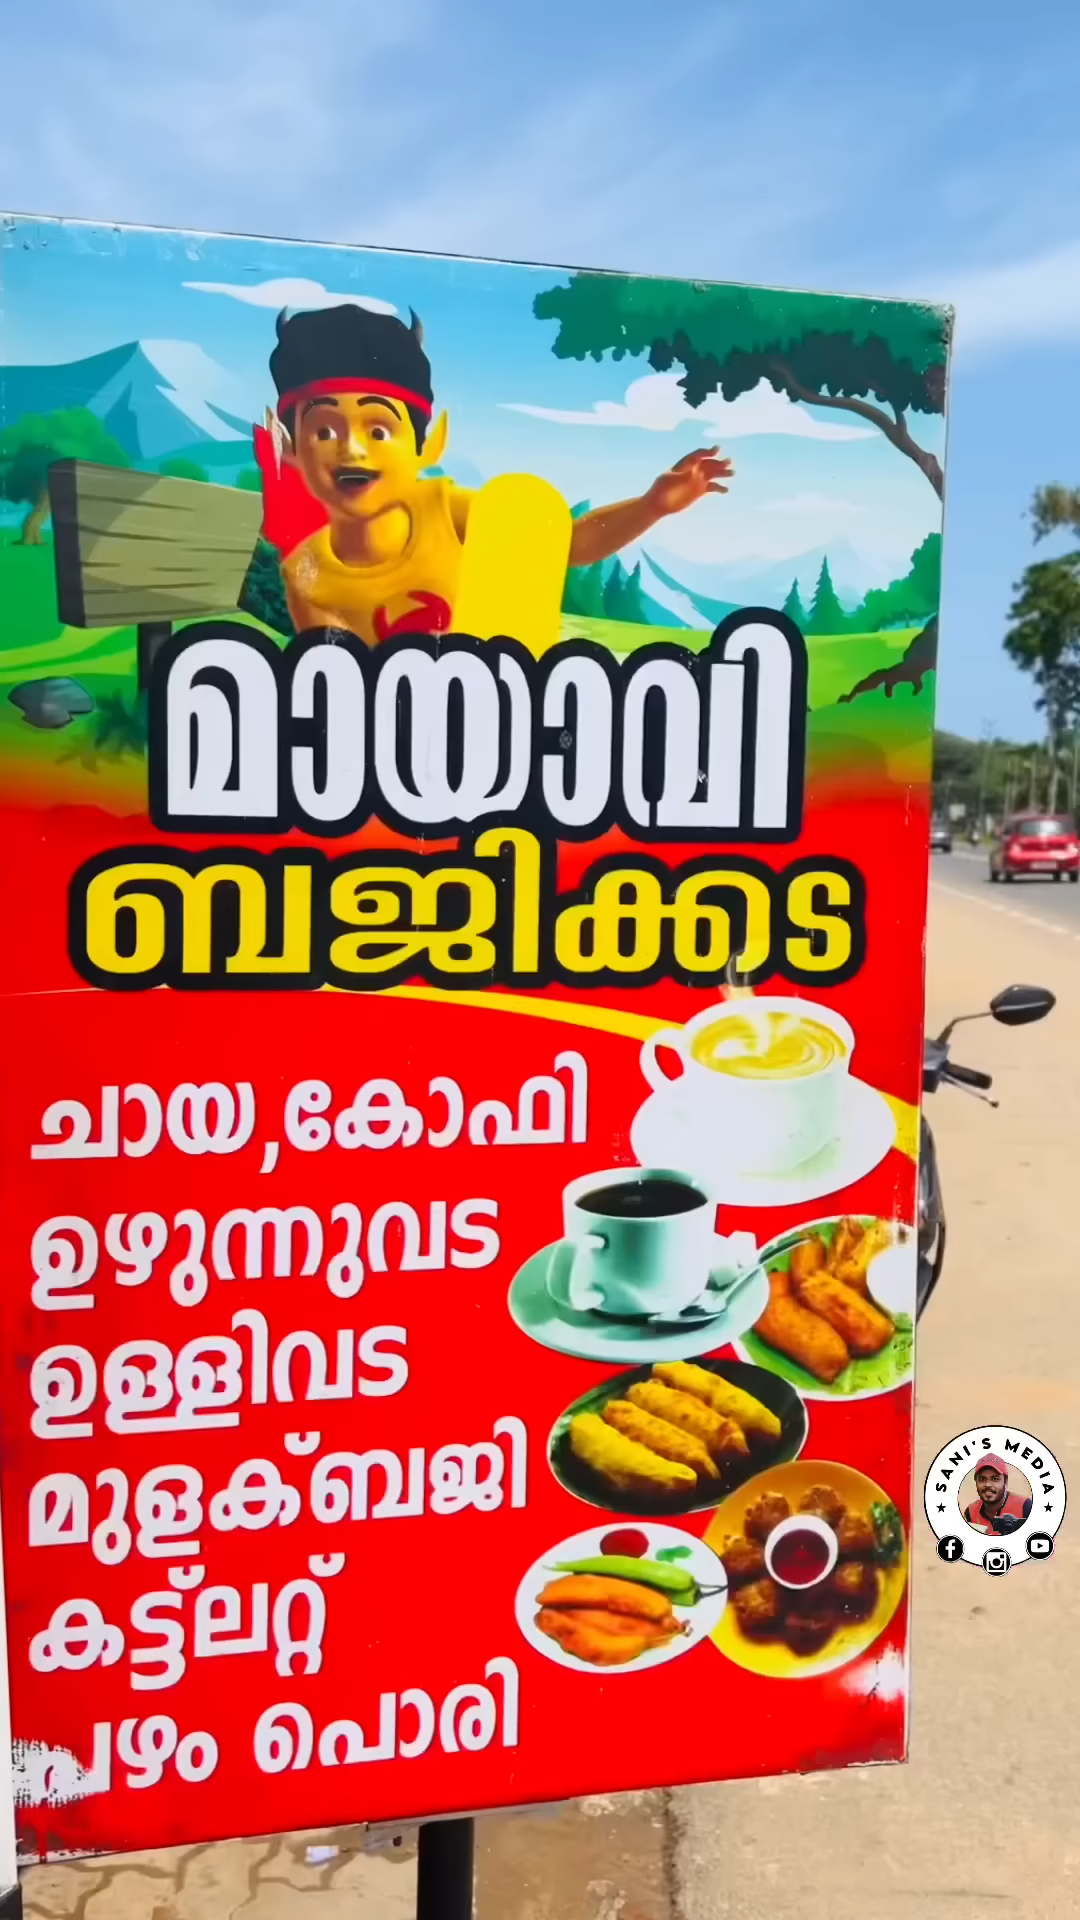 മായാവി
ബജിക്കട
ചായ,കോഫി
ഉഴുന്നുവട
ഉള്ളിവട
മുളക്ബജി
കട്ട്ലറ്റ്
പഴം പൊരി
SANI'S MEDIA